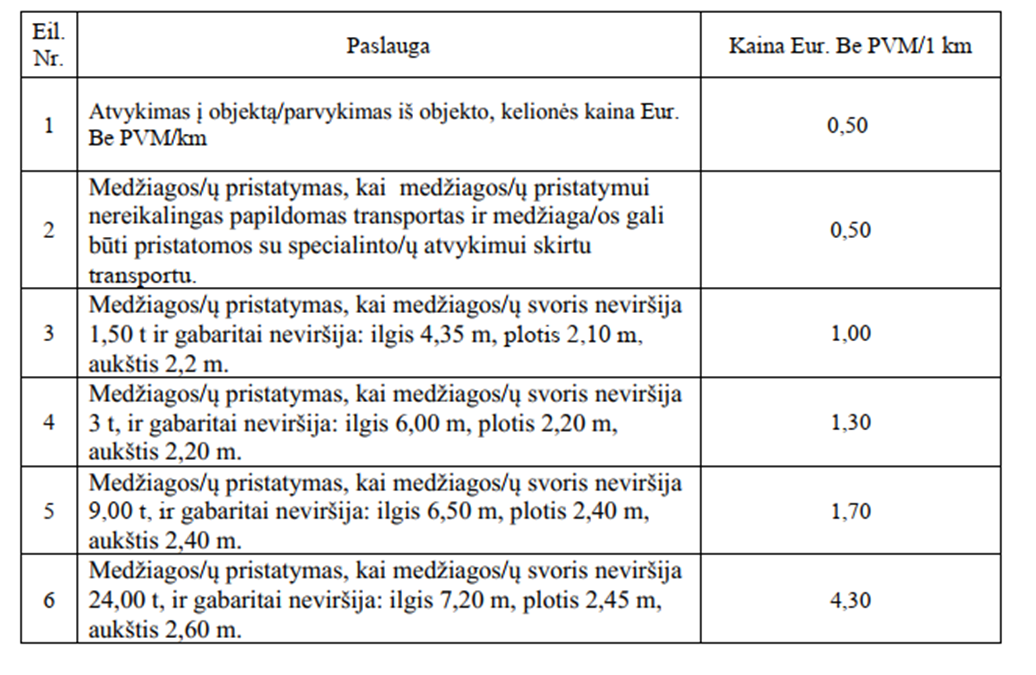 Eil.
Nr.
Paslauga
Kaina Eur. Be PVM/1 km
1
Atvykimas į objektą/parvykimas iš objekto, kelionės kaina Eur.
Be PVM/km
0,50
2
Medžiagos/ų pristatymas, kai medžiagos/ų pristatymui
nereikalingas papildomas transportas ir medžiaga/os gali
būti pristatomos su specialinto/ų atvykimui skirtu
transportu.
0,50
3
Medžiagos/ų pristatymas, kai medžiagos/ų svoris neviršija
1,50 t ir gabaritai neviršija: ilgis 4,35 m, plotis 2,10 m,
aukštis 2,2 m.
1,00
4
Medžiagos/ų pristatymas, kai medžiagos/ų svoris neviršija
3 t, ir gabaritai neviršija: ilgis 6,00 m, plotis 2,20 m,
aukštis 2,20 m.
1,30
5
Medžiagos/ų pristatymas, kai medžiagos/ų svoris neviršija
9,00 t, ir gabaritai neviršija: ilgis 6,50 m, plotis 2,40 m,
aukštis 2,40 m.
1,70
6
Medžiagos/ų pristatymas, kai medžiagos/ų svoris neviršija
24,00 t, ir gabaritai neviršija: ilgis 7,20 m, plotis 2,45 m,
aukštis 2,60 m.
4,30